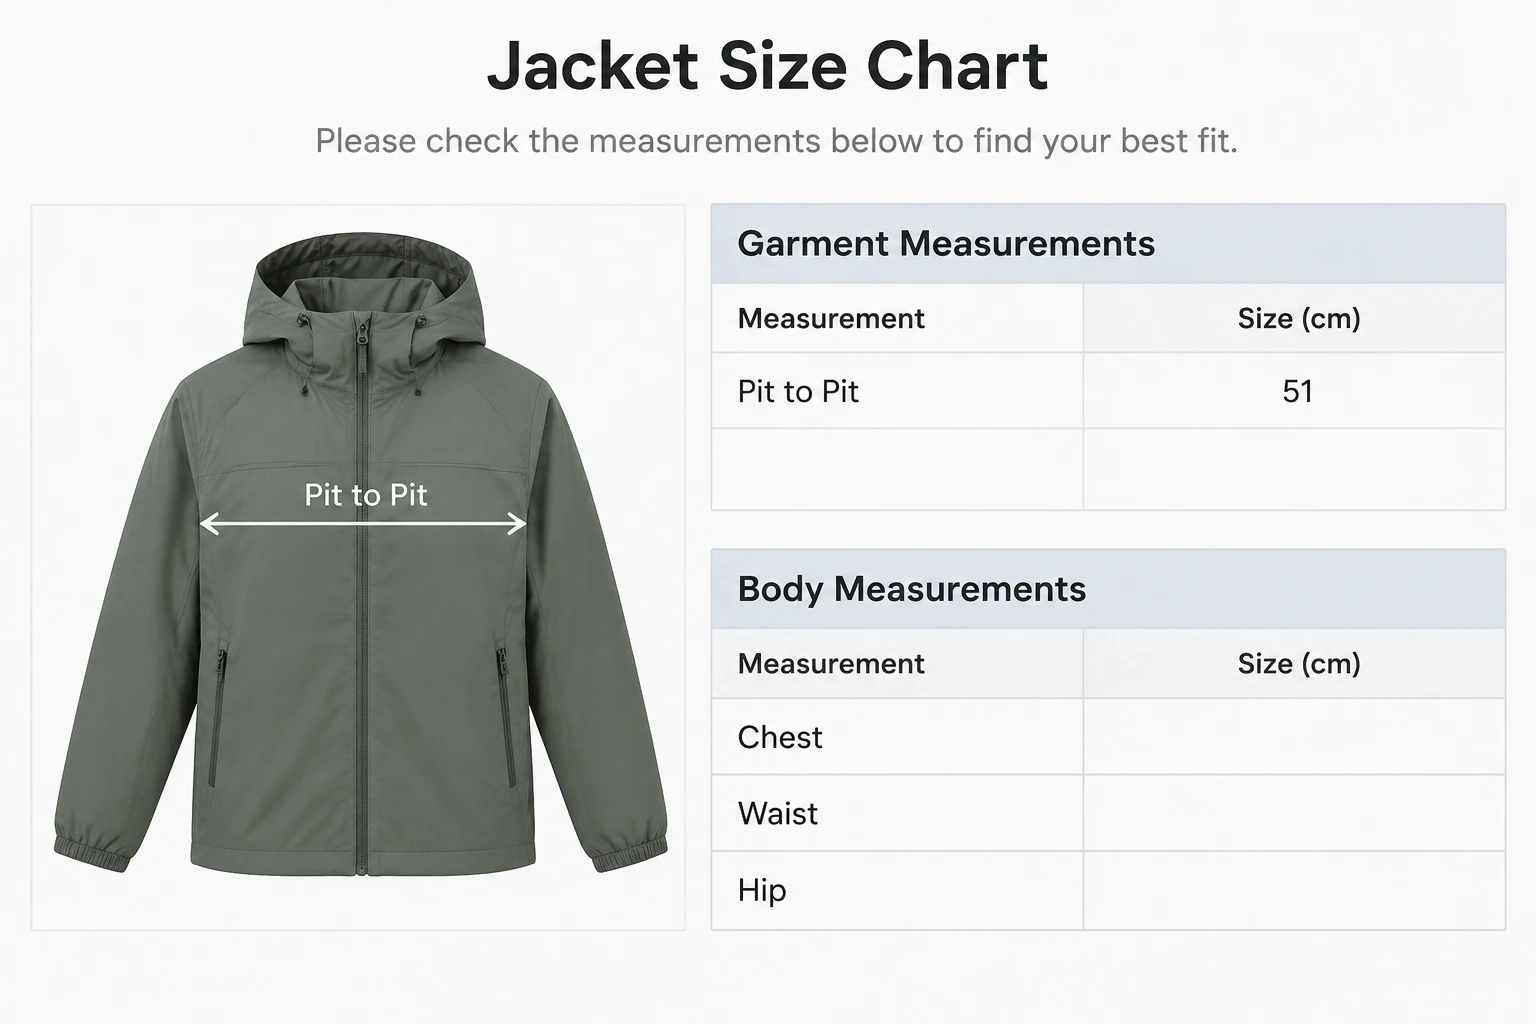 Jacket Size Chart
Please check the measurements below to find your best fit.
Pit to Pit
Garment Measurements
Measurement Size (cm)
Pit to Pit 51
Body Measurements
Measurement Size (cm)
Chest
Waist
Hip